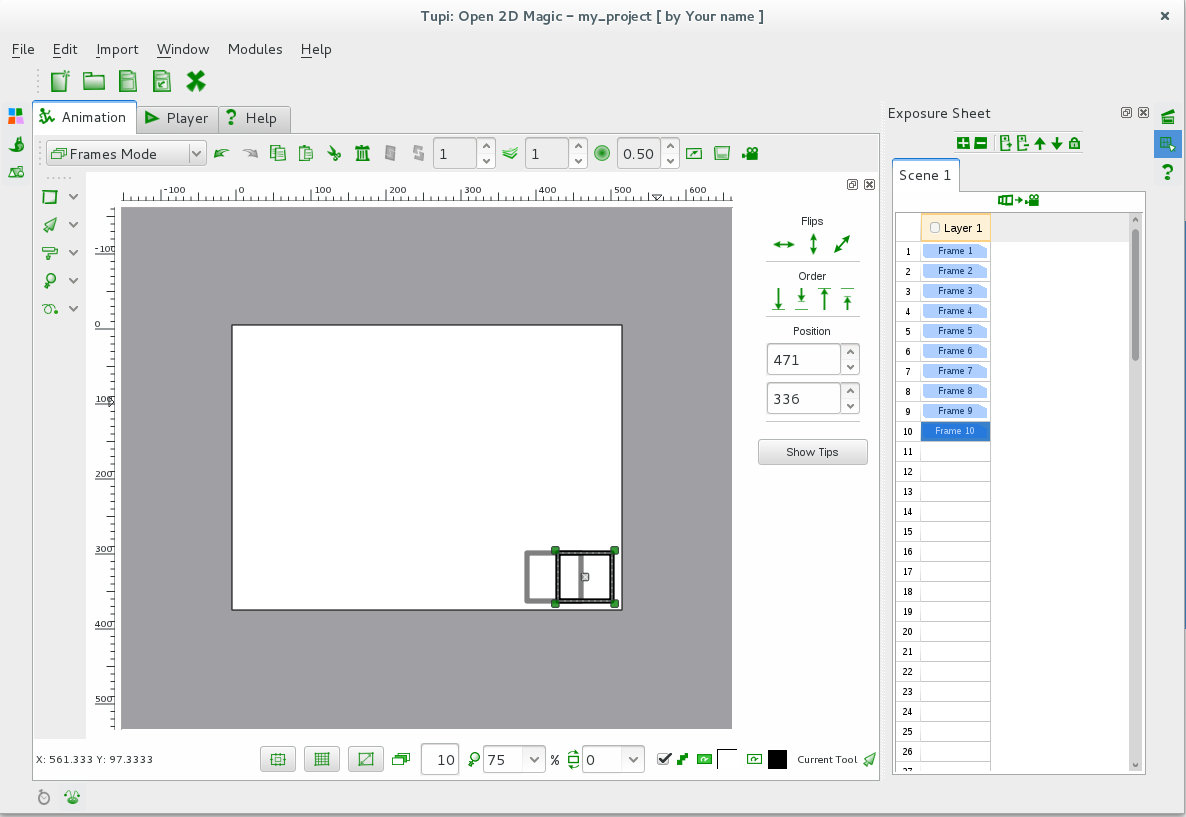 Tupi: Open 2D Magic – my_project [ by Your name ]
File Edit Import Window Modules Help
Animation Player Help
Frames Mode 1 1 0.50
-100 0 100 200 300 400 500 600
-100
0
100
200
300
400
500
Flips
Order
Position
471
336
Show Tips
X: 561.333 Y: 97.3333
10 75 % 0 Current Tool
Exposure Sheet
Scene 1
Layer 1
1 Frame 1
2 Frame 2
3 Frame 3
4 Frame 4
5 Frame 5
6 Frame 6
7 Frame 7
8 Frame 8
9 Frame 9
10 Frame 10
11
12
13
14
15
16
17
18
19
20
21
22
23
24
25
26
27